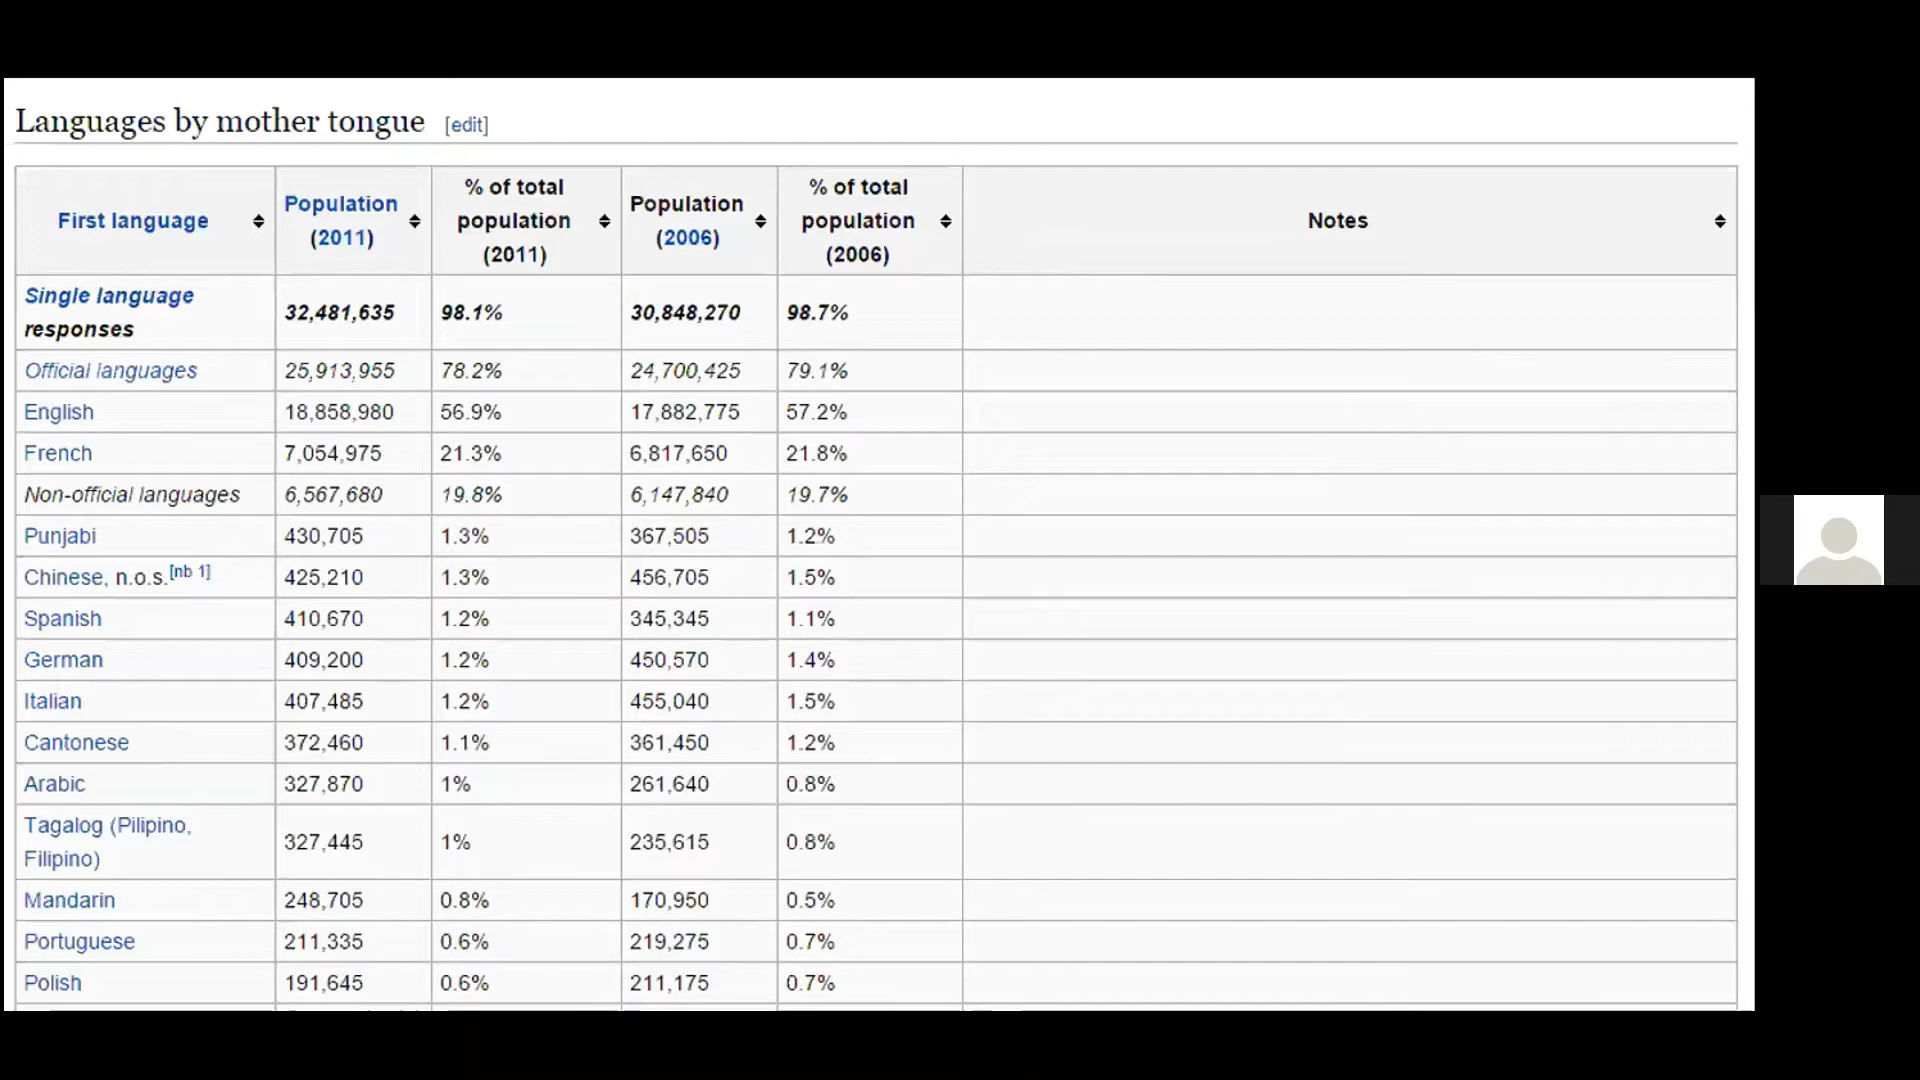 Languages by mother tongue [edit]
First language
Population
(2011)
% of total
population
(2011)
Population
(2006)
% of total
population
(2006)
Notes
Single language
responses
32,481,635 98.1% 30,848,270 98.7%
Official languages 25,913,955 78.2% 24,700,425 79.1%
English 18,858,980 56.9% 17,882,775 57.2%
French 7,054,975 21.3% 6,817,650 21.8%
Non-official languages 6,567,680 19.8% 6,147,840 19.7%
Punjabi 430,705 1.3% 367,505 1.2%
Chinese, n.o.s.[nb 1] 425,210 1.3% 456,705 1.5%
Spanish 410,670 1.2% 345,345 1.1%
German 409,200 1.2% 450,570 1.4%
Italian 407,485 1.2% 455,040 1.5%
Cantonese 372,460 1.1% 361,450 1.2%
Arabic 327,870 1% 261,640 0.8%
Tagalog (Pilipino,
Filipino)
327,445 1% 235,615 0.8%
Mandarin 248,705 0.8% 170,950 0.5%
Portuguese 211,335 0.6% 219,275 0.7%
Polish 191,645 0.6% 211,175 0.7%